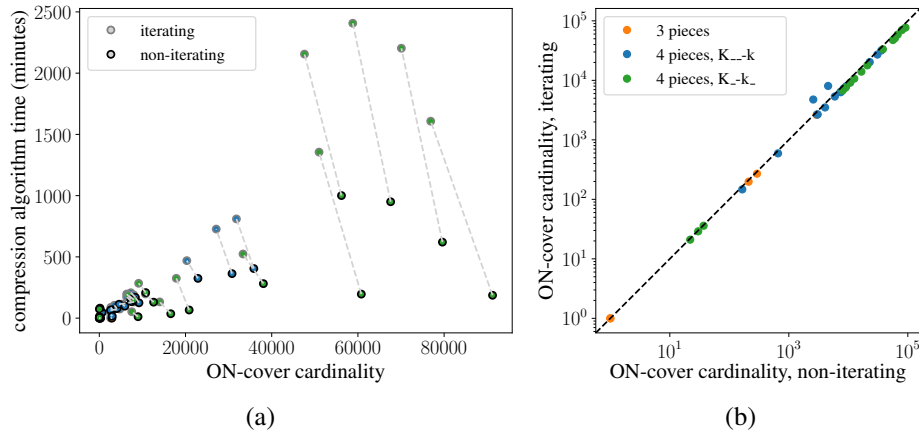 2500
2000
1500
1000
500
0
compression algorithm time (minutes)
iterating
non-iterating
0 20000 40000 60000 80000
ON-cover cardinality
(a)
10^5
10^4
10^3
10^2
10^1
10^0
ON-cover cardinality, iterating
3 pieces
4 pieces, K__-k
4 pieces, K_-k_
10^1 10^3 10^5
ON-cover cardinality, non-iterating
(b)